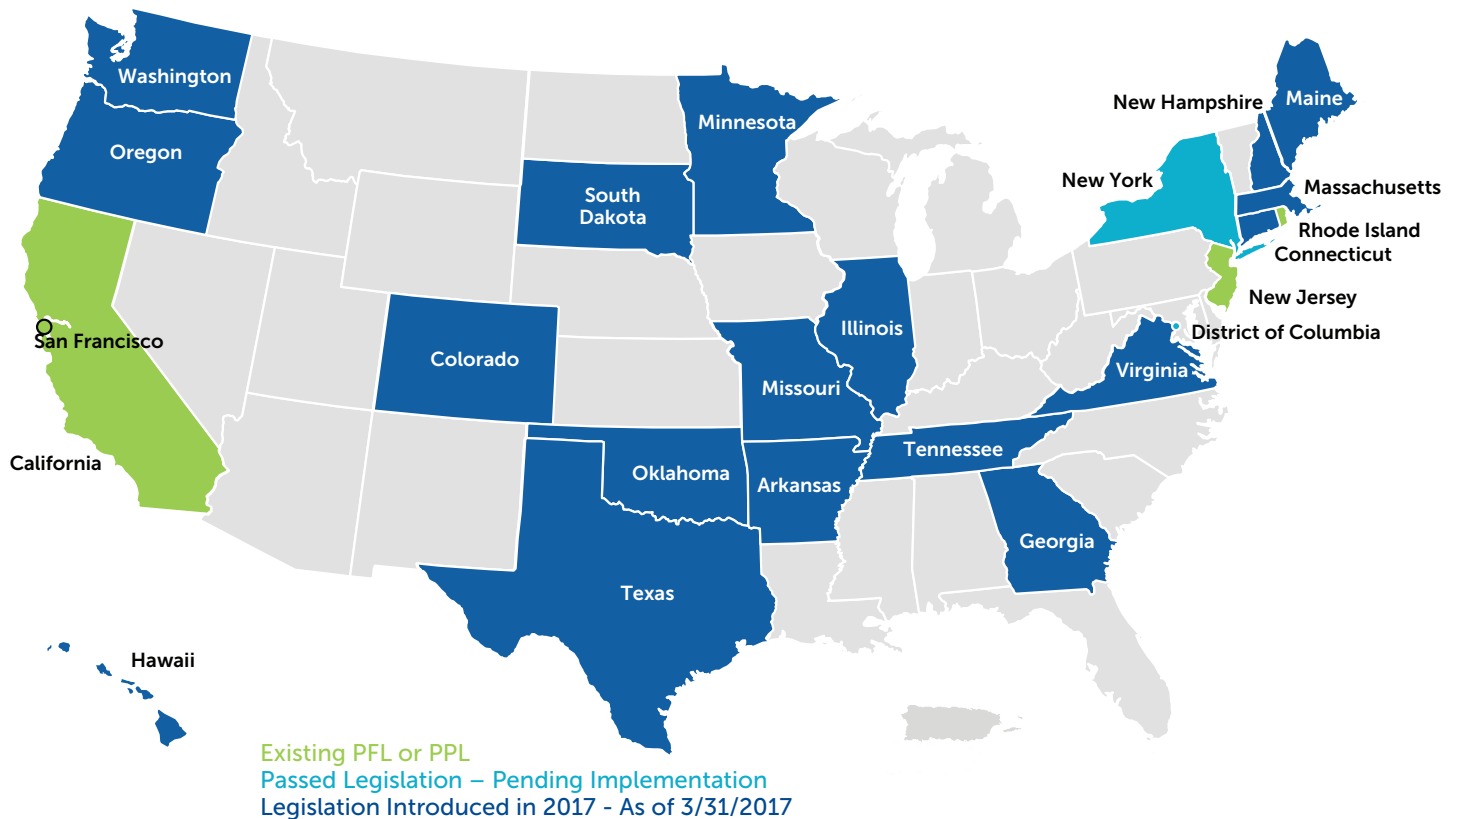 Washington
Oregon
Minnesota
South
Dakota
New Hampshire
Maine
New York
Massachusetts
Rhode Island
Connecticut
New Jersey
District of Columbia
San Francisco
Colorado
Illinois
Missouri
Virginia
California
Oklahoma
Arkansas
Tennessee
Georgia
Texas
Hawaii
Existing PFL or PPL
Passed Legislation – Pending Implementation
Legislation Introduced in 2017 - As of 3/31/2017